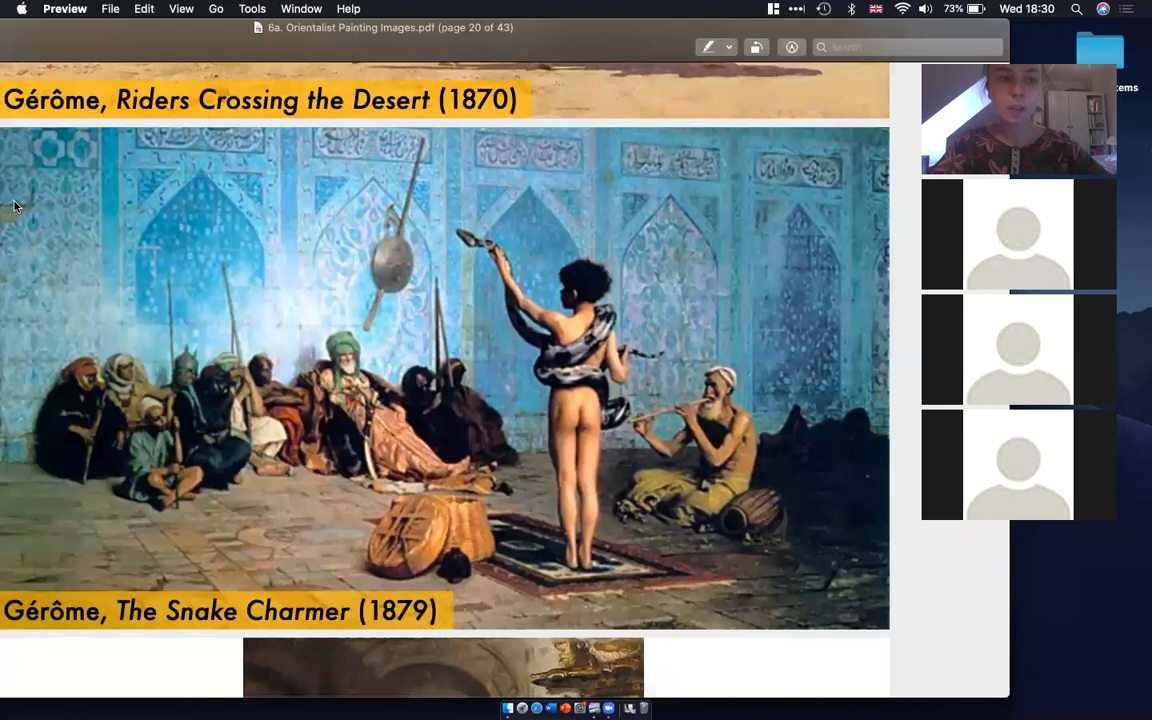 Preview File Edit View Go Tools Window Help 73% Wed 18:30
6a. Orientalist Painting Images.pdf (page 20 of 43)
Search
Gérôme, Riders Crossing the Desert (1870)
Gérôme, The Snake Charmer (1879)